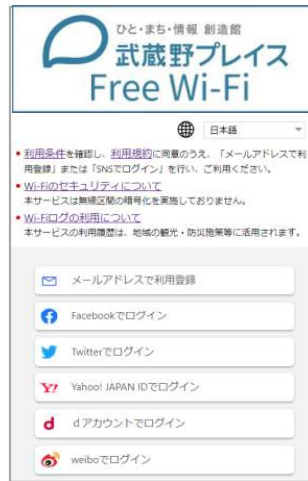 ひと・まち・情報 創造館
武蔵野プレイス
Free Wi-Fi
日本語
• 利用条件を確認し、利用規約に同意のうえ、「メールアドレスで利
用登録」または「SNSでログイン」を行い、ご利用ください。
• Wi-Fiのセキュリティについて
本サービスは無線区間の暗号化を実施しておりません。
• Wi-Fiログの利用について
本サービスの利用履歴は、地域の観光・防災施策等に活用されます。
メールアドレスで利用登録
Facebookでログイン
Twitterでログイン
Y! Yahoo! JAPAN IDでログイン
d dアカウントでログイン
weiboでログイン